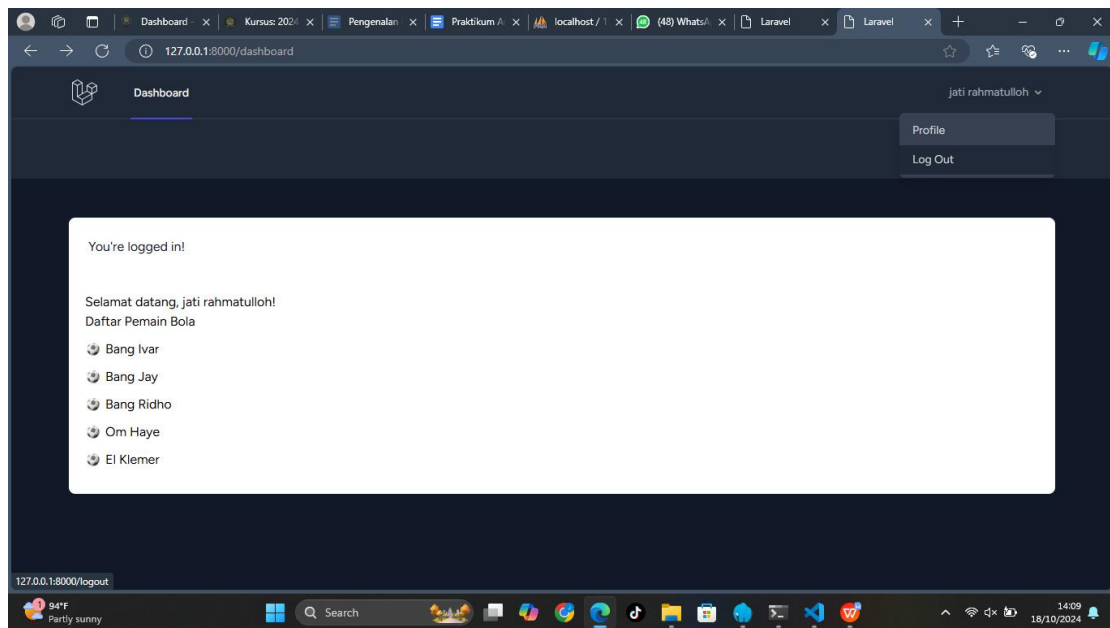 Dashboard -
Kursus: 2024
Pengenalan
Praktikum A
localhost / 1
(48) WhatsA
Laravel
Laravel
127.0.0.1:8000/dashboard
Dashboard
jati rahmatulloh
Profile
Log Out
You're logged in!
Selamat datang, jati rahmatulloh!
Daftar Pemain Bola
Bang Ivar
Bang Jay
Bang Ridho
Om Haye
El Klemer
127.0.0.1:8000/logout
1
94°F
Partly sunny
Search
14:09
18/10/2024